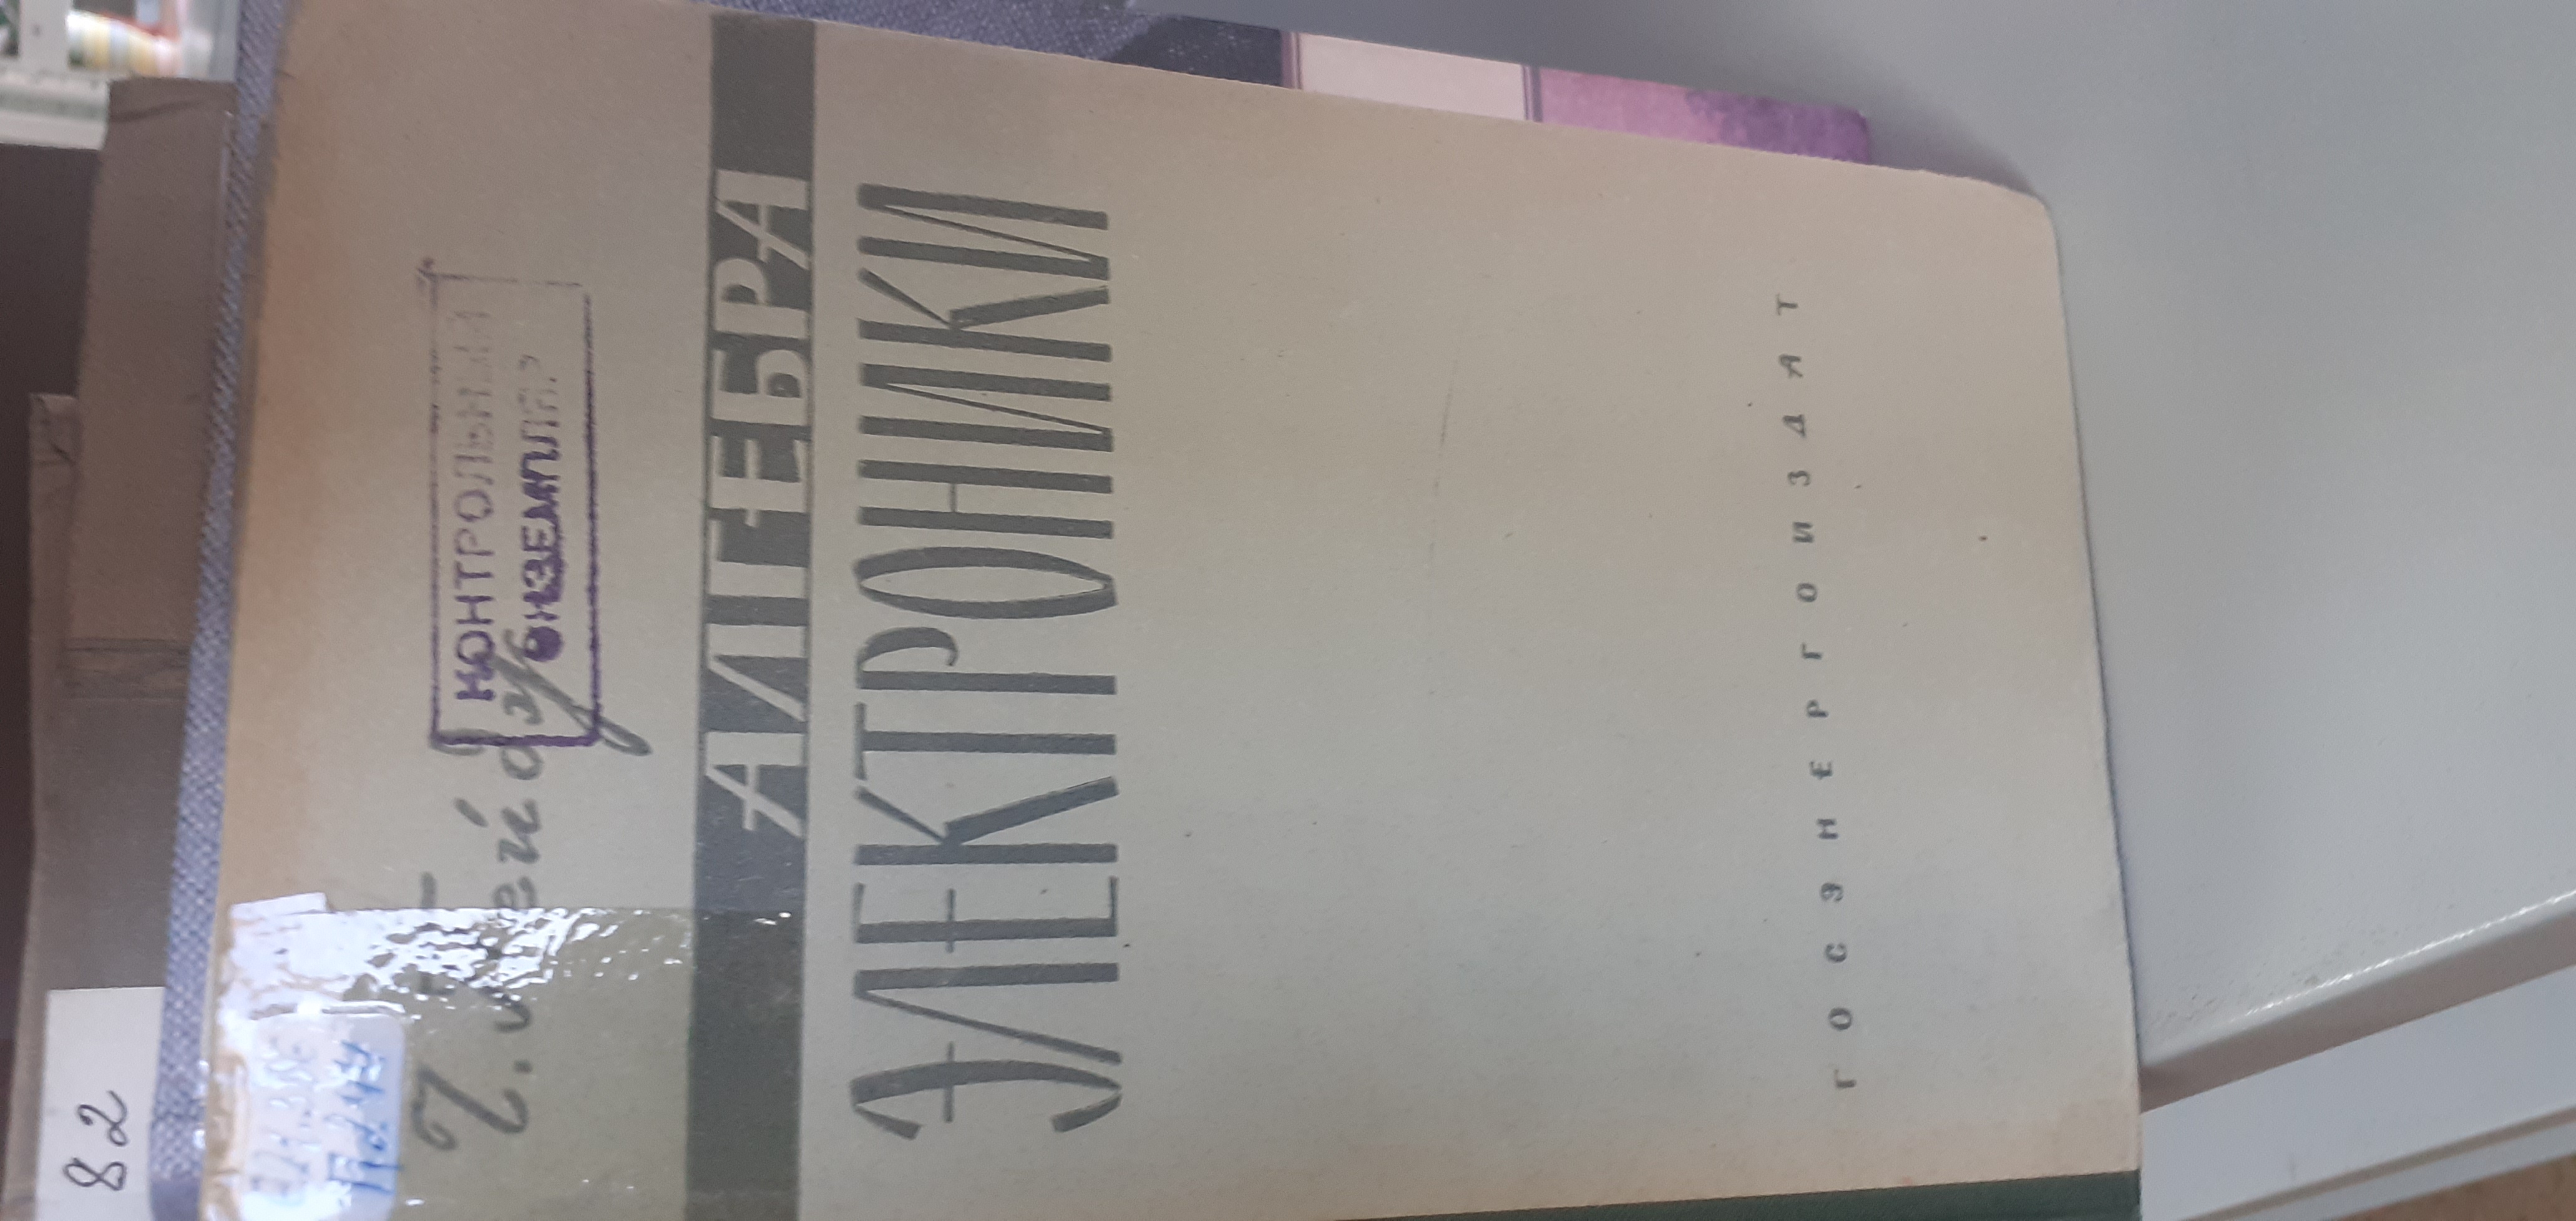 КОНТРОЛЬНЫЙ
ЭКЗЕМПЛЯР
АЛГЕБРА
ЭЛЕКТРОНИКИ
ГОСЭНЕРГОИЗДАТ
82